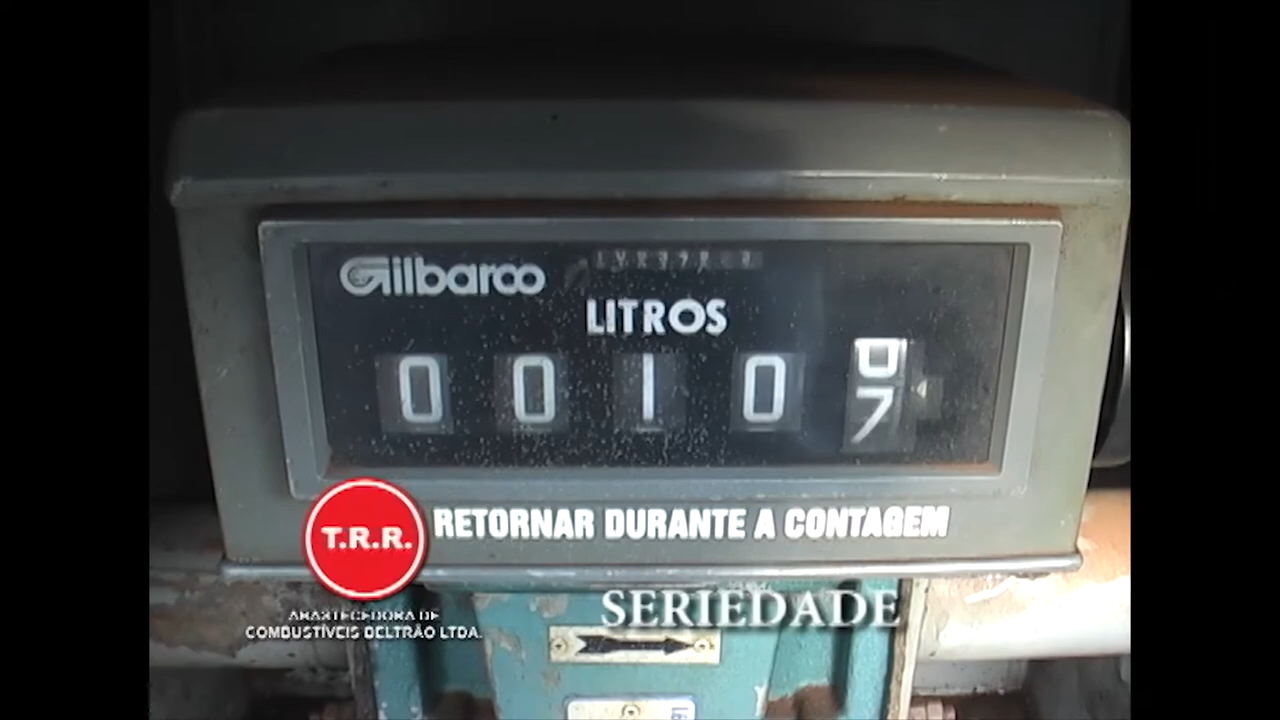 Gilbarco
LITROS
0 0 1 0 7
RETORNAR DURANTE A CONTAGEM
T.R.R.
ABASTECEDORA DE
COMBUSTÍVEIS BELTRÃO LTDA.
SERIEDADE